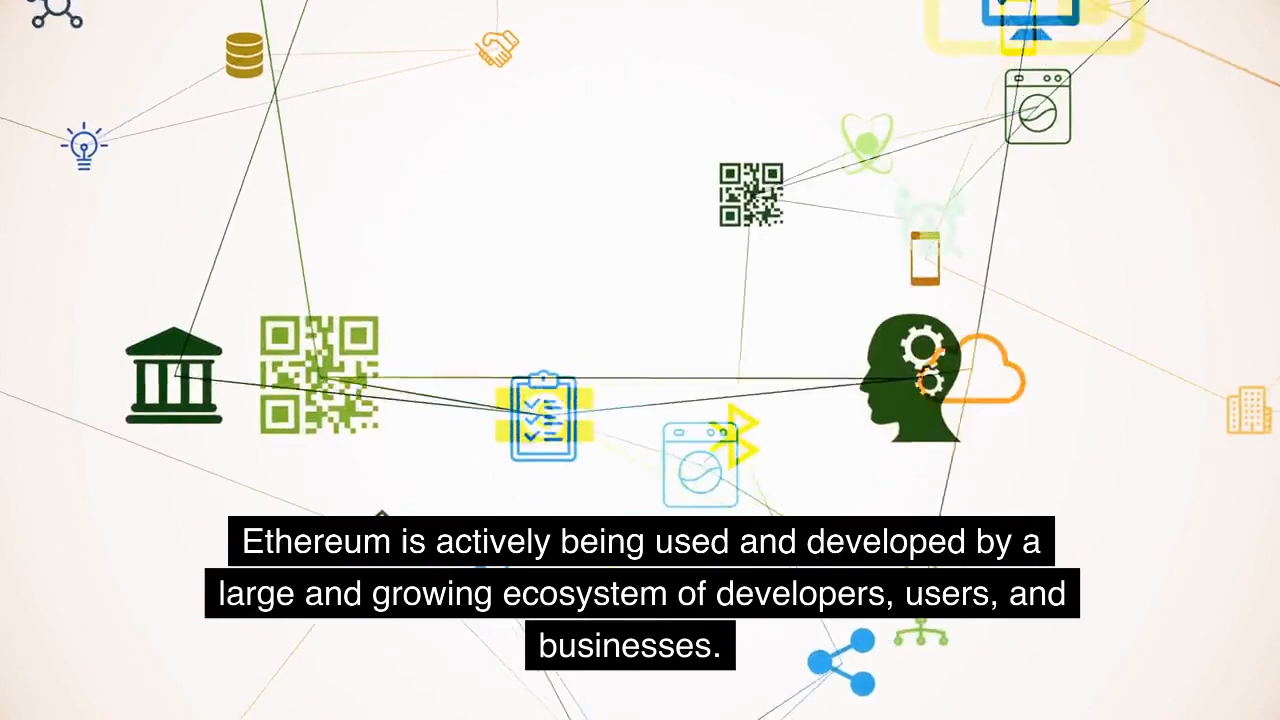 Ethereum is actively being used and developed by a
large and growing ecosystem of developers, users, and
businesses.